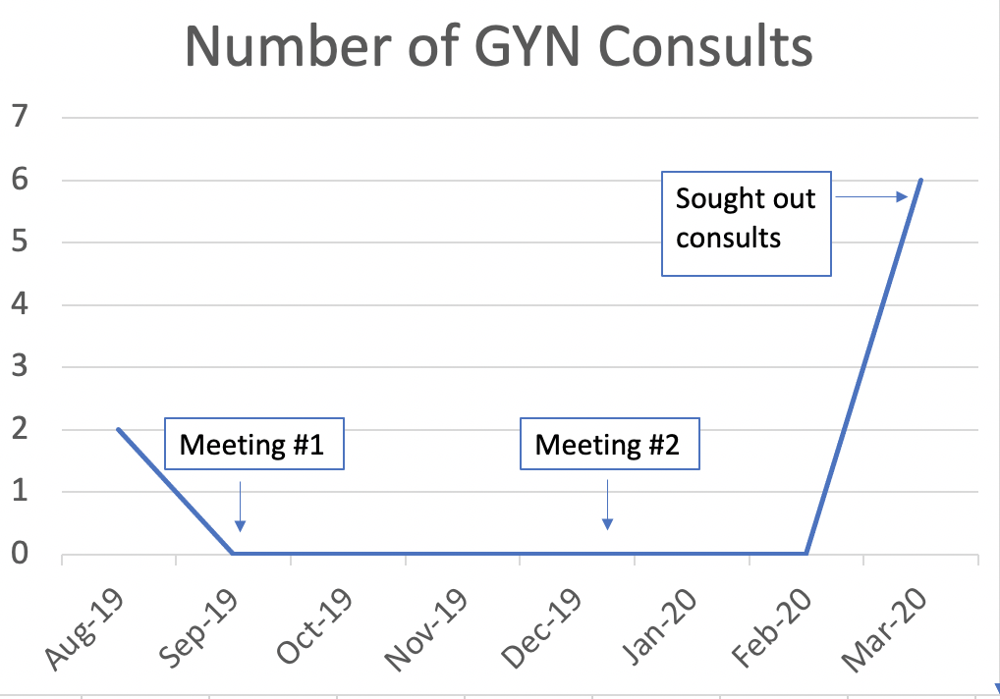 Number of GYN Consults
7
6
5
4
3
2
1
0
Sought out
consults
Meeting #1
Meeting #2
Aug-19
Sep-19
Oct-19
Nov-19
Dec-19
Jan-20
Feb-20
Mar-20